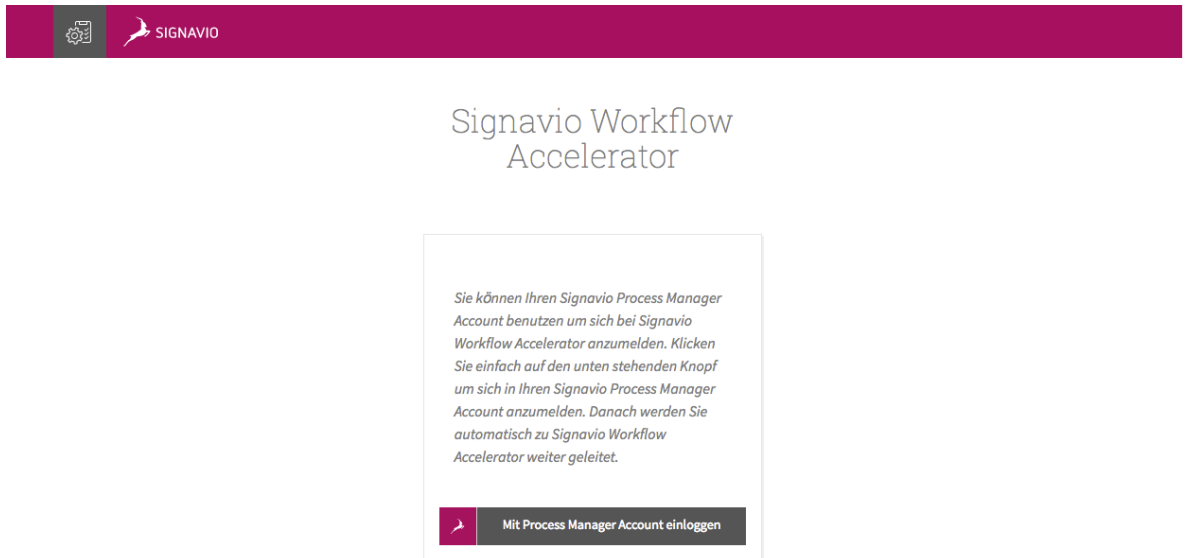 SIGNAVIO
Signavio Workflow
Accelerator
Sie können Ihren Signavio Process Manager
Account benutzen um sich bei Signavio
Workflow Accelerator anzumelden. Klicken
Sie einfach auf den unten stehenden Knopf
um sich in Ihren Signavio Process Manager
Account anzumelden. Danach werden Sie
automatisch zu Signavio Workflow
Accelerator weiter geleitet.
Mit Process Manager Account einloggen